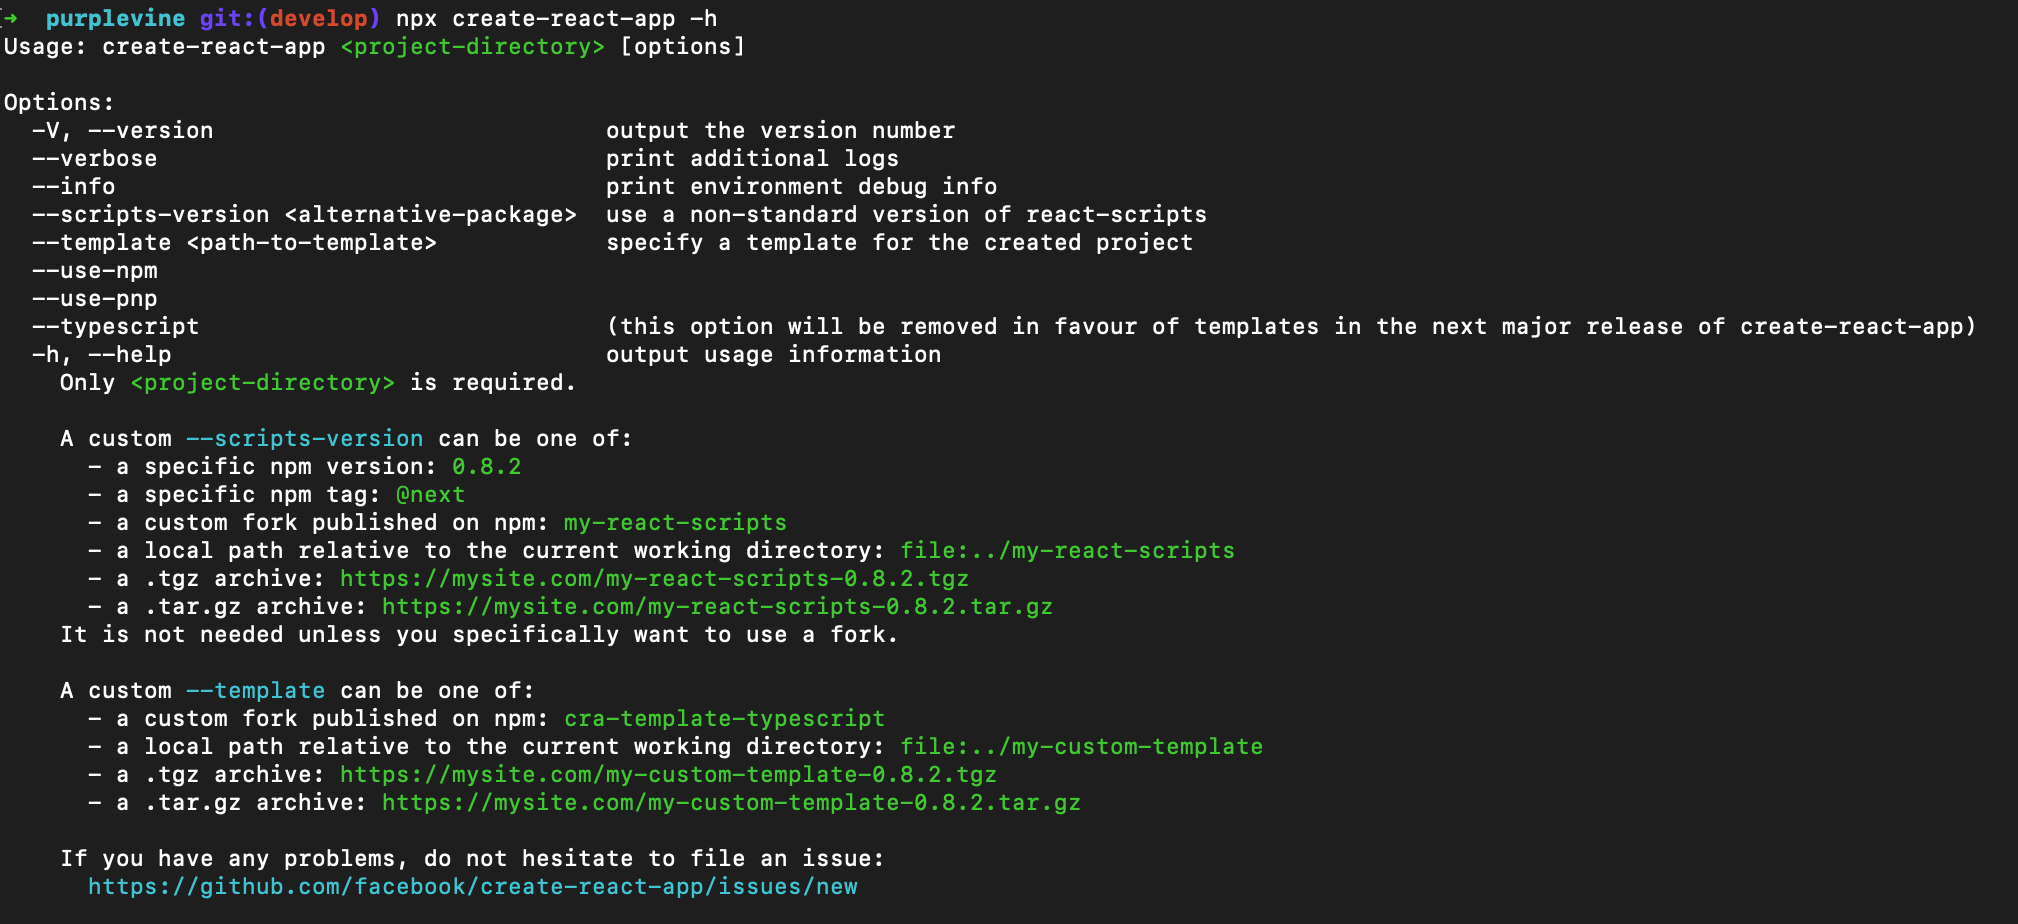 ➜  purplevine git:(develop) npx create-react-app -h
Usage: create-react-app <project-directory> [options]

Options:
  -V, --version                            output the version number
  --verbose                                print additional logs
  --info                                   print environment debug info
  --scripts-version <alternative-package>  use a non-standard version of react-scripts
  --template <path-to-template>            specify a template for the created project
  --use-npm
  --use-pnp
  --typescript                             (this option will be removed in favour of templates in the next major release of create-react-app)
  -h, --help                               output usage information
    Only <project-directory> is required.

    A custom --scripts-version can be one of:
      - a specific npm version: 0.8.2
      - a specific npm tag: @next
      - a custom fork published on npm: my-react-scripts
      - a local path relative to the current working directory: file:../my-react-scripts
      - a .tgz archive: https://mysite.com/my-react-scripts-0.8.2.tgz
      - a .tar.gz archive: https://mysite.com/my-react-scripts-0.8.2.tar.gz
    It is not needed unless you specifically want to use a fork.

    A custom --template can be one of:
      - a custom fork published on npm: cra-template-typescript
      - a local path relative to the current working directory: file:../my-custom-template
      - a .tgz archive: https://mysite.com/my-custom-template-0.8.2.tgz
      - a .tar.gz archive: https://mysite.com/my-custom-template-0.8.2.tar.gz

    If you have any problems, do not hesitate to file an issue:
      https://github.com/facebook/create-react-app/issues/new